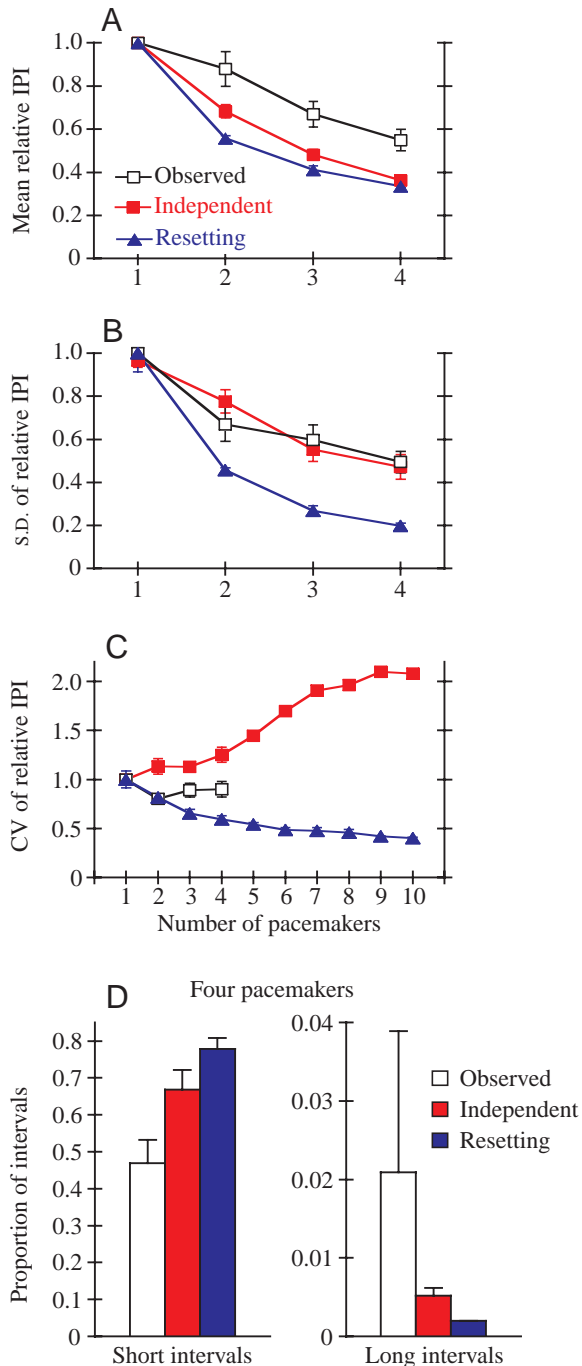 A
Mean relative IPI
1.0
0.8
0.6
0.4
0.2
0
Observed
Independent
Resetting
1 2 3 4
B
S.D. of relative IPI
1.0
0.8
0.6
0.4
0.2
0
1 2 3 4
C
CV of relative IPI
2.0
1.5
1.0
0.5
0
1 2 3 4 5 6 7 8 9 10
Number of pacemakers
D
Four pacemakers
Proportion of intervals
0.8
0.7
0.6
0.5
0.4
0.3
0.2
0.1
0
Short intervals
0.04
0.03
0.02
0.01
0
Observed
Independent
Resetting
Long intervals